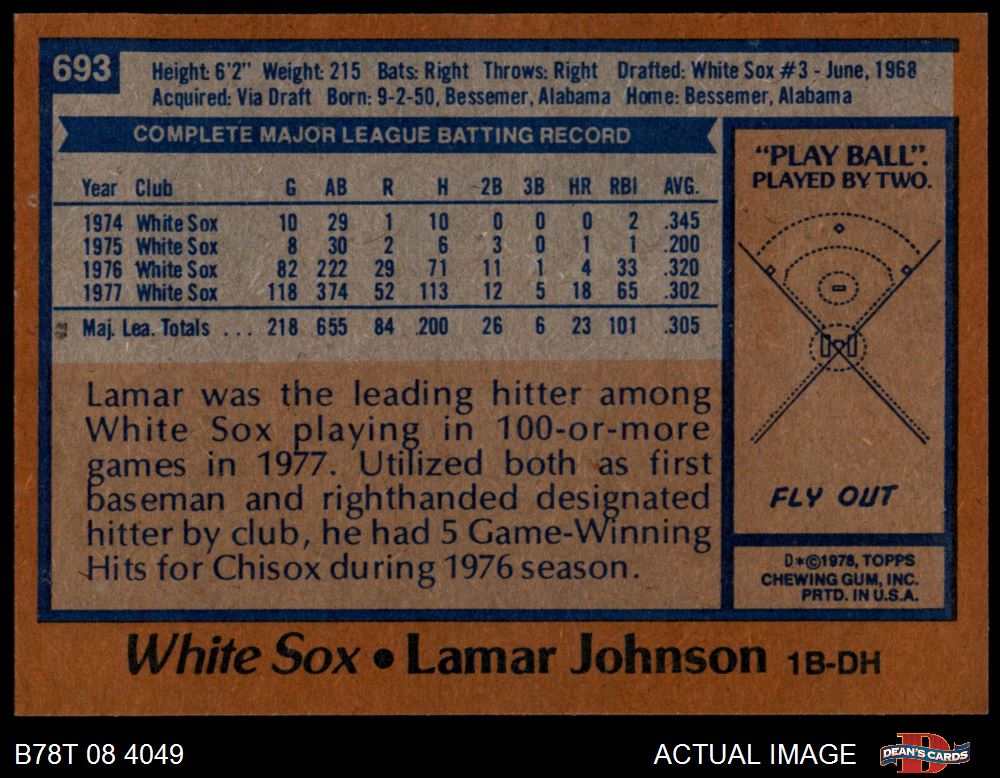 693
Height: 6'2" Weight: 215 Bats: Right Throws: Right Drafted: White Sox #3 - June, 1968
Acquired: Via Draft Born: 9-2-50, Bessemer, Alabama Home: Bessemer, Alabama
COMPLETE MAJOR LEAGUE BATTING RECORD
Year Club G AB R H 2B 3B HR RBI AVG.
1974 White Sox 10 29 1 10 0 0 0 2 .345
1975 White Sox 8 30 2 6 3 0 1 1 .200
1976 White Sox 82 222 29 71 11 1 4 33 .320
1977 White Sox 118 374 52 113 12 5 18 65 .302
Maj. Lea. Totals ... 218 655 84 200 26 6 23 101 .305
Lamar was the leading hitter among
White Sox playing in 100-or-more
games in 1977. Utilized both as first
baseman and righthanded designated
hitter by club, he had 5 Game-Winning
Hits for Chisox during 1976 season.
"PLAY BALL".
PLAYED BY TWO.
FLY OUT
D*©1978, TOPPS
CHEWING GUM, INC.
PRTD. IN U.S.A.
White Sox • Lamar Johnson 1B-DH
B78T 08 4049
ACTUAL IMAGE
DEAN'S CARDS